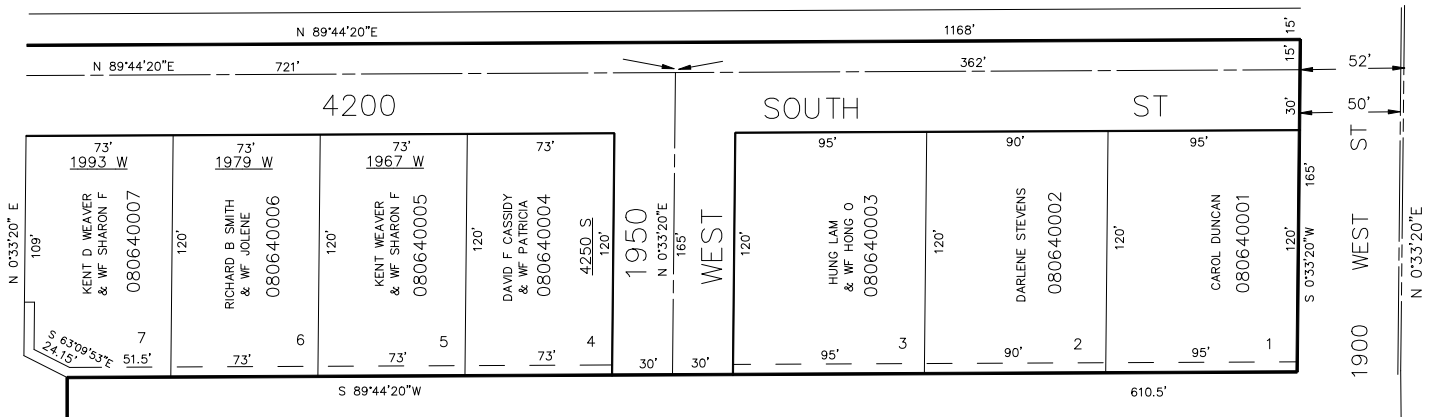 N 89°44'20"E
1168'
15'
N 89°44'20"E
721'
362'
15'
52'
4200
SOUTH
ST
30'
50'
73'
1993 W
73'
1979 W
73'
1967 W
73'
95'
90'
95'
N 0°33'20" E
109'
KENT D WEAVER
& WF SHARON F
080640007
120'
RICHARD B SMITH
& WF JOLENE
080640006
120'
KENT WEAVER
& WF SHARON F
080640005
120'
DAVID F CASSIDY
& WF PATRICIA
080640004
4250 S
120'
1950
N 0°33'20"E
165'
WEST
120'
HUNG LAM
& WF HONG O
080640003
120'
DARLENE STEVENS
080640002
120'
CAROL DUNCAN
080640001
120'
S 0°33'20"W
165'
1900 WEST ST
N 0°33'20"E
S 63°09'53"E
24.15'
7
51.5'
6
73'
5
73'
4
73'
30'
30'
3
95'
2
90'
1
95'
S 89°44'20"W
610.5'